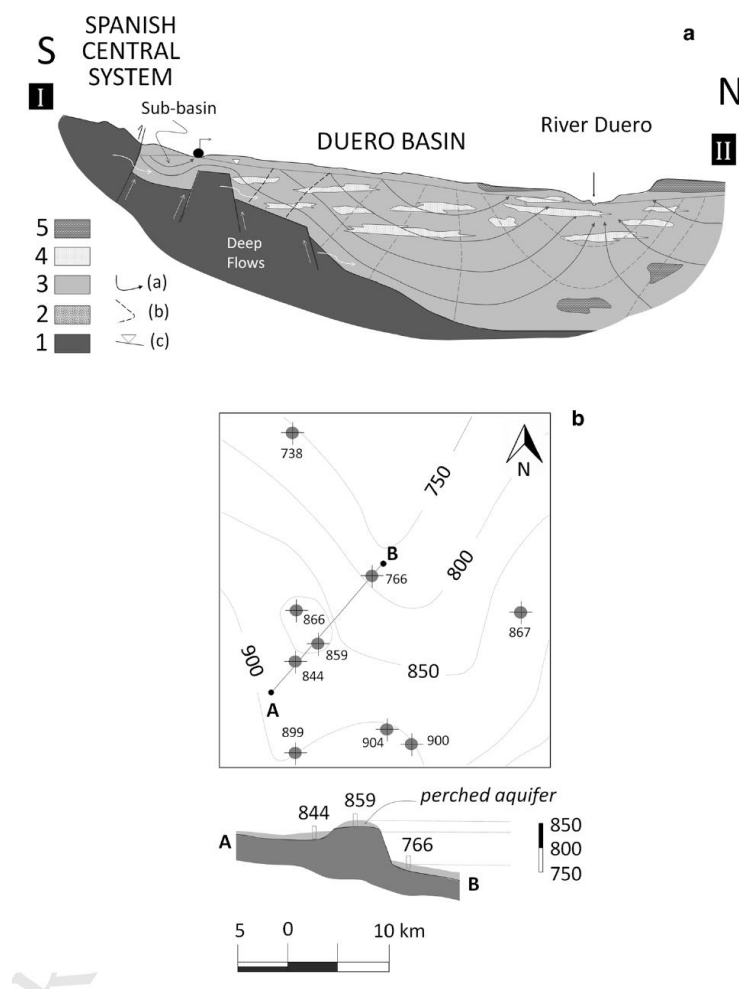 SPANISH
CENTRAL
SYSTEM
S
I
a
N
II
Sub-basin
DUERO BASIN
River Duero
Deep
Flows
5
4
3 (a)
2 (b)
1 (c)
b
738
750
N
B
766
800
866
859
867
844
900
850
A
899
904
900
perched aquifer
859
844
766
A
B
850
800
750
5 0 10 km